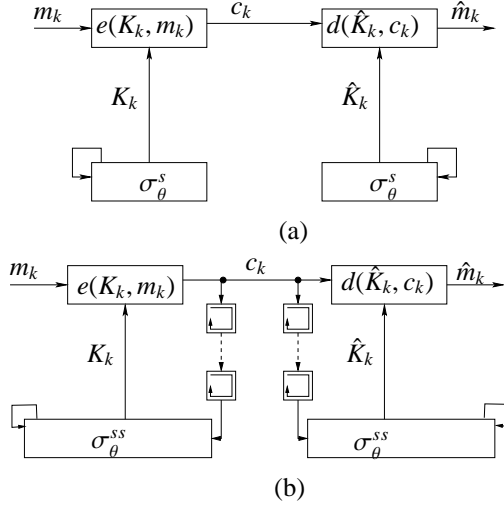 m_k e(K_k, m_k) c_k d(K̂_k, c_k) m̂_k
K_k K̂_k
σ_θ^s σ_θ^s
(a)
m_k e(K_k, m_k) c_k d(K̂_k, c_k) m̂_k
K_k K̂_k
σ_θ^{ss} σ_θ^{ss}
(b)